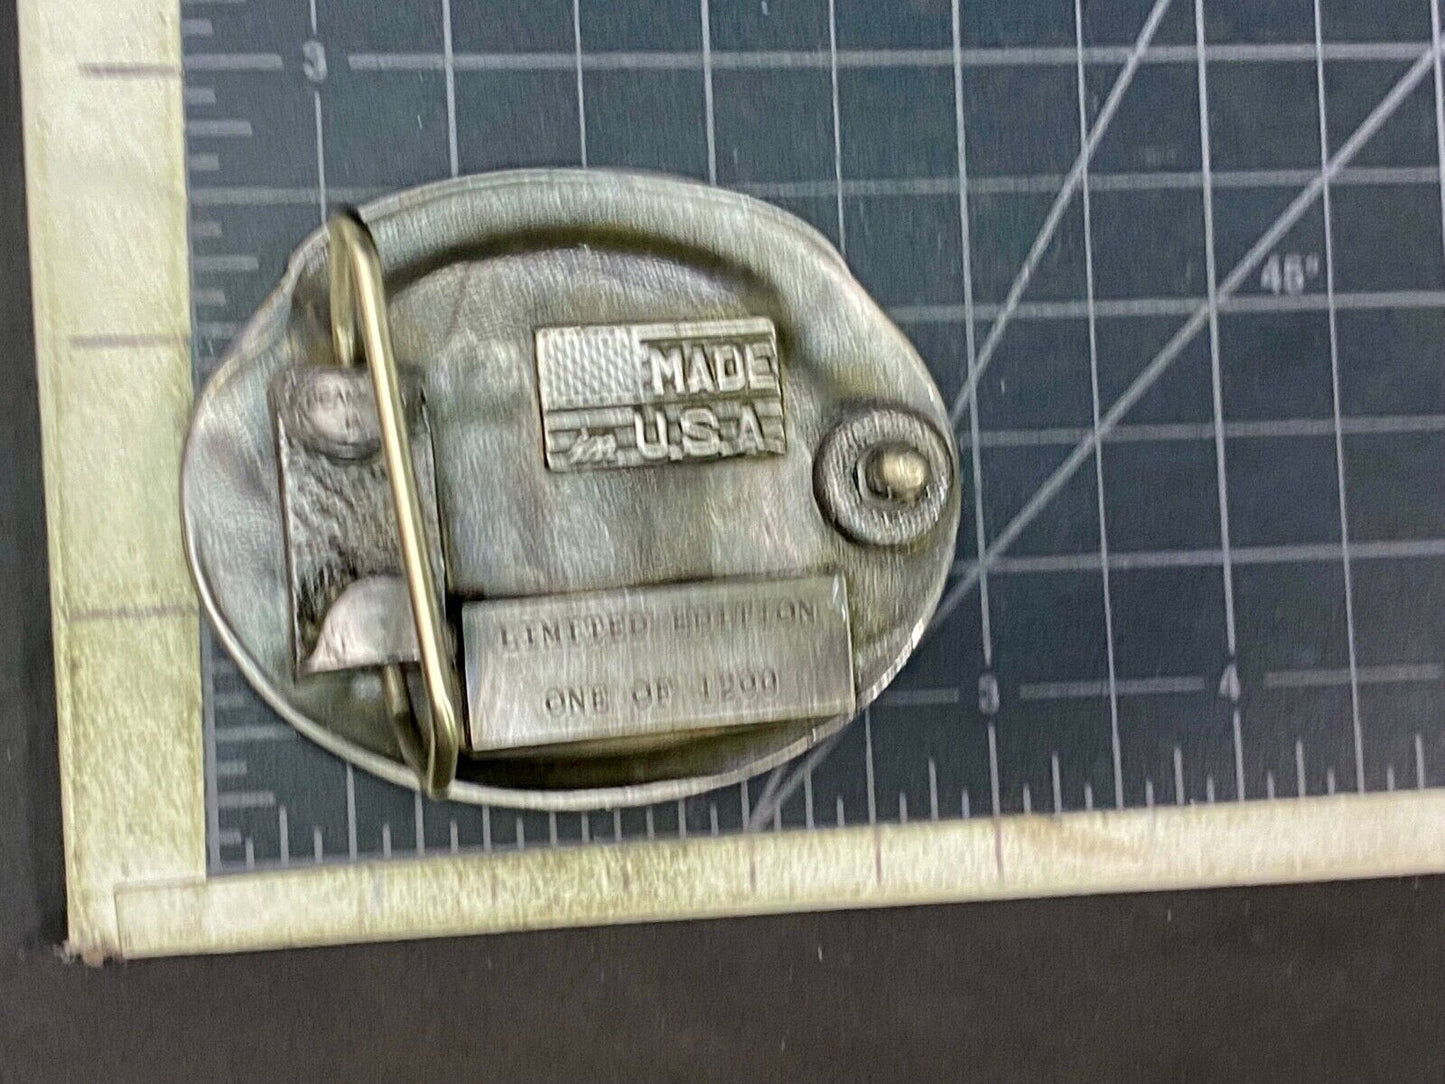 3
45°
MADE
in U.S.A
LIMITED EDITION
ONE OF 1200
3
4